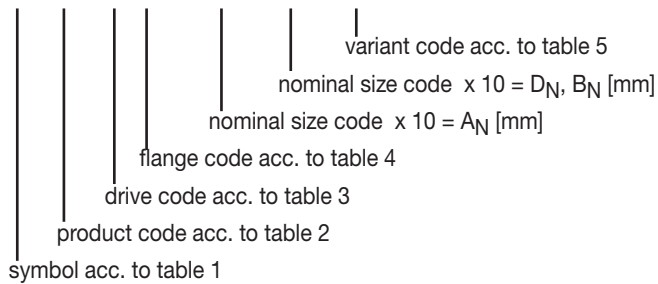 variant code acc. to table 5
nominal size code x 10 = DN, BN [mm]
nominal size code x 10 = AN [mm]
flange code acc. to table 4
drive code acc. to table 3
product code acc. to table 2
symbol acc. to table 1